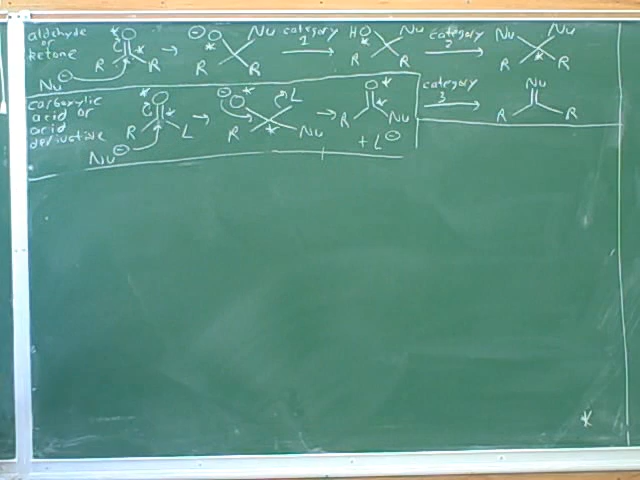 aldehyde
or
ketone
* O *
R R
Nu ⊖
→
⊖ O * Nu
R R
category
1
HO * Nu
R R
category
2
Nu Nu
*
R R
carboxylic
acid or
acid
derivative
* O *
R L
Nu ⊖
→
⊖ O * L
R * Nu
→
O *
*
R Nu
+ L ⊖
category
3
Nu
R R
*